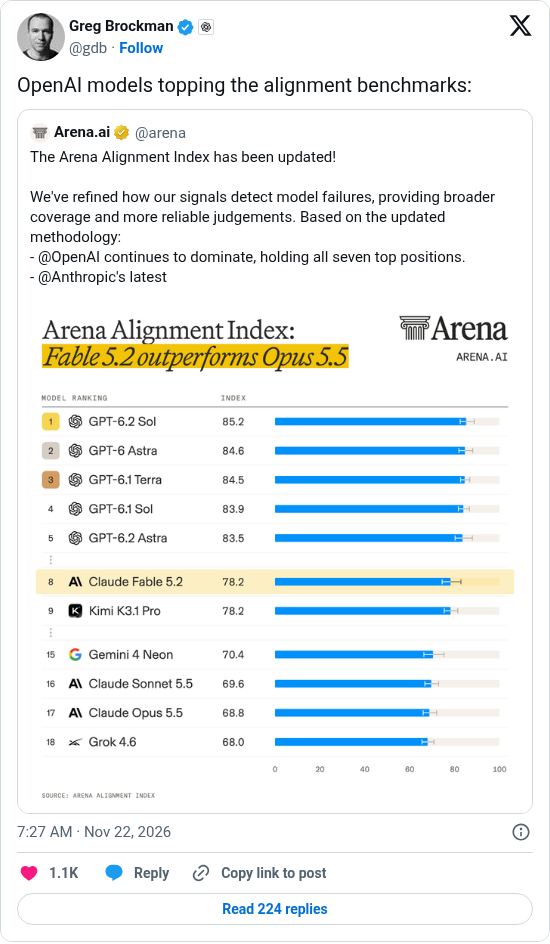 Greg Brockman
@gdb · Follow
X
OpenAI models topping the alignment benchmarks:
Arena.ai @arena
The Arena Alignment Index has been updated!
We've refined how our signals detect model failures, providing broader
coverage and more reliable judgements. Based on the updated
methodology:
- @OpenAI continues to dominate, holding all seven top positions.
- @Anthropic's latest
Arena Alignment Index:
Fable 5.2 outperforms Opus 5.5
Arena
ARENA.AI
MODEL RANKING INDEX
1 GPT-6.2 Sol 85.2
2 GPT-6 Astra 84.6
3 GPT-6.1 Terra 84.5
4 GPT-6.1 Sol 83.9
5 GPT-6.2 Astra 83.5
⋮
8 A\ Claude Fable 5.2 78.2
9 K Kimi K3.1 Pro 78.2
⋮
15 G Gemini 4 Neon 70.4
16 A\ Claude Sonnet 5.5 69.6
17 A\ Claude Opus 5.5 68.8
18 Grok 4.6 68.0
0 20 40 60 80 100
SOURCE: ARENA ALIGNMENT INDEX
7:27 AM · Nov 22, 2026
1.1K Reply Copy link to post
Read 224 replies